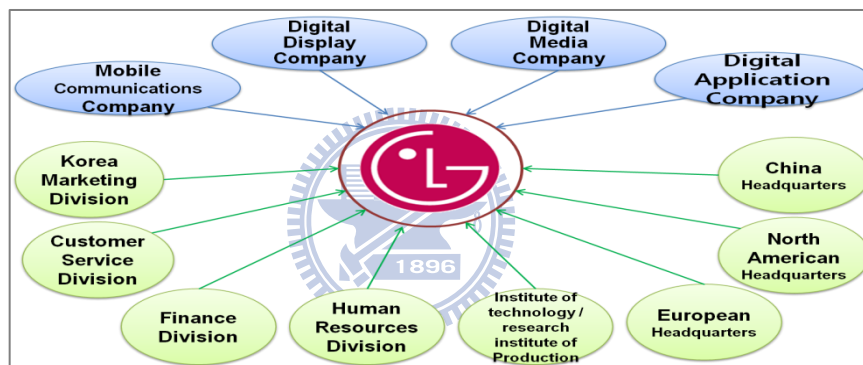 Digital
Display
Company
Digital
Media
Company
Mobile
Communications
Company
Digital
Application
Company
Korea
Marketing
Division
LG
China
Headquarters
Customer
Service
Division
North
American
Headquarters
1896
Finance
Division
Human
Resources
Division
Institute of
technology /
research
institute of
Production
European
Headquarters